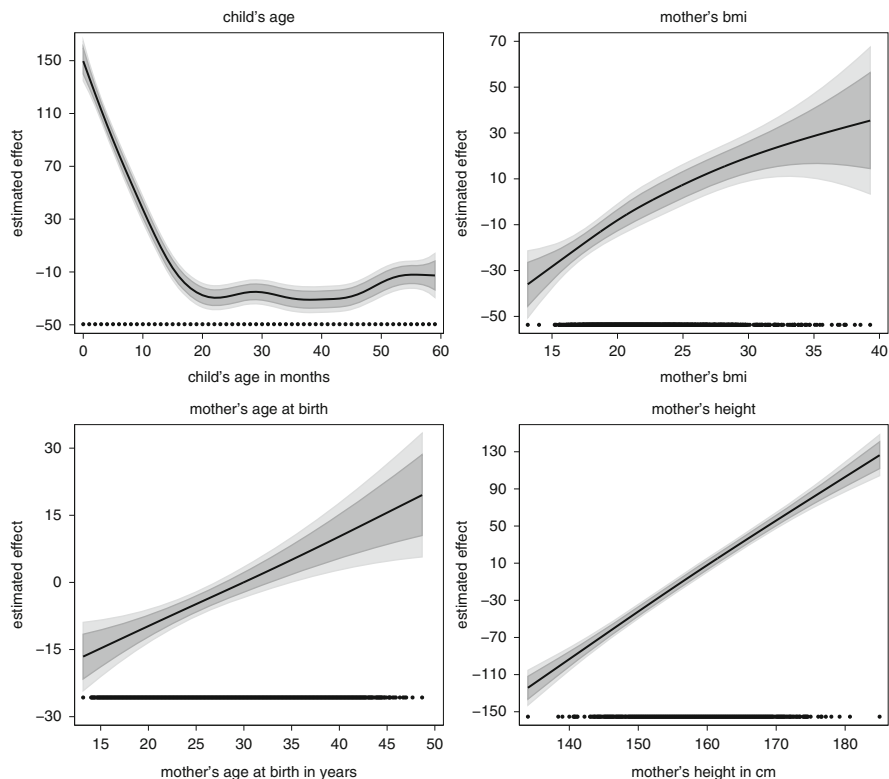 child's age
150
110
70
30
−10
−50
estimated effect
0 10 20 30 40 50 60
child's age in months
mother's bmi
70
50
30
10
−10
−30
−50
estimated effect
15 20 25 30 35 40
mother's bmi
mother's age at birth
30
15
0
−15
−30
estimated effect
15 20 25 30 35 40 45 50
mother's age at birth in years
mother's height
130
90
50
10
−30
−70
−110
−150
estimated effect
140 150 160 170 180
mother's height in cm